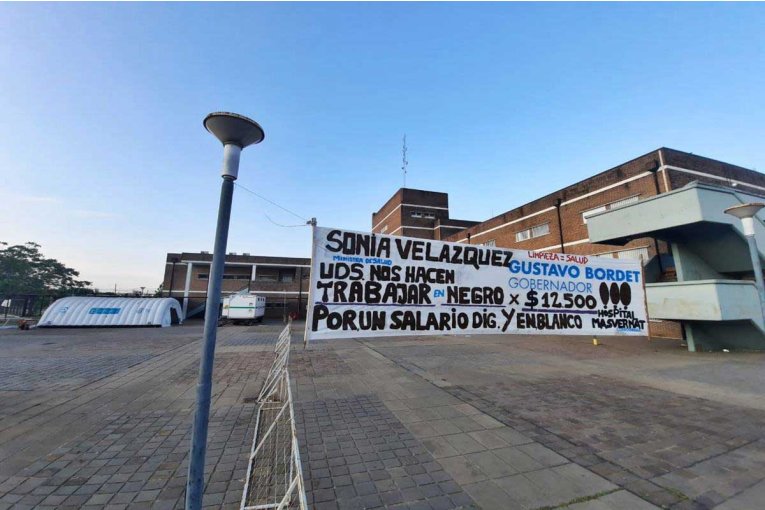 SONIA VELAZQUEZ
MINISTRA DE SALUD
LIMPIEZA = SALUD
GUSTAVO BORDET
GOBERNADOR
UDS. NOS HACEN
TRABAJAR EN NEGRO x $12.500 !!!
POR UN SALARIO DIG. Y EN BLANCO
HOSPITAL
MASVERNAT